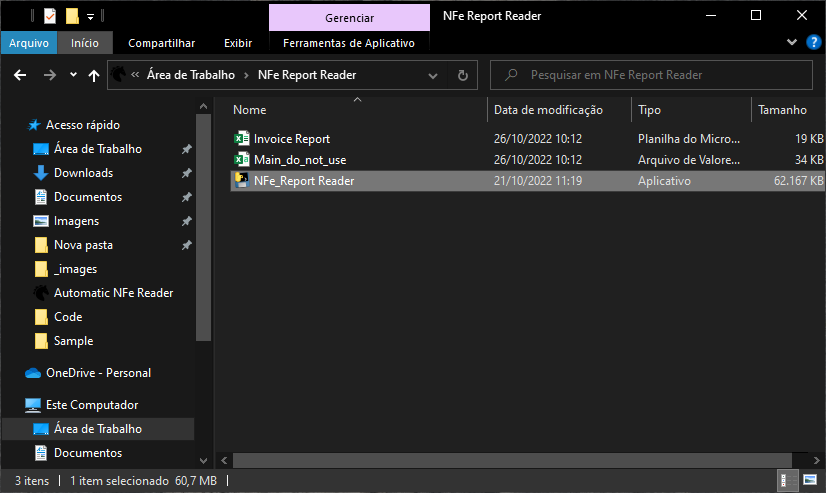 Gerenciar
NFe Report Reader
Arquivo
Início
Compartilhar
Exibir
Ferramentas de Aplicativo
Área de Trabalho
NFe Report Reader
Pesquisar em NFe Report Reader
Nome
Data de modificação
Tipo
Tamanho
Acesso rápido
Área de Trabalho
Downloads
Documentos
Imagens
Nova pasta
_images
Automatic NFe Reader
Code
Sample
OneDrive - Personal
Este Computador
Área de Trabalho
Documentos
Invoice Report 26/10/2022 10:12 Planilha do Micro... 19 KB
Main_do_not_use 26/10/2022 10:12 Arquivo de Valore... 34 KB
NFe_Report Reader 21/10/2022 11:19 Aplicativo 62.167 KB
3 itens
1 item selecionado 60,7 MB